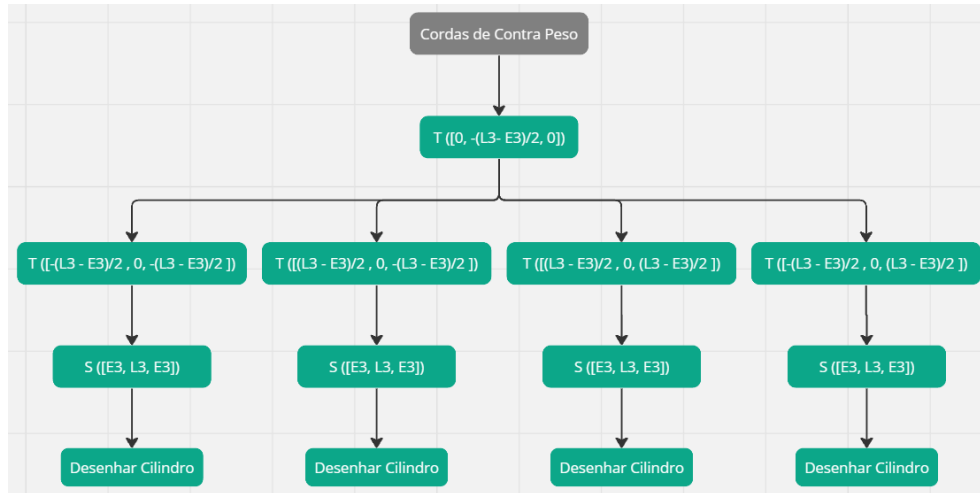 Cordas de Contra Peso
T ([0, -(L3- E3)/2, 0])
T ([-(L3 - E3)/2 , 0, -(L3 - E3)/2 ])
T ([(L3 - E3)/2 , 0, -(L3 - E3)/2 ])
T ([(L3 - E3)/2 , 0, (L3 - E3)/2 ])
T ([-(L3 - E3)/2 , 0, (L3 - E3)/2 ])
S ([E3, L3, E3])
S ([E3, L3, E3])
S ([E3, L3, E3])
S ([E3, L3, E3])
Desenhar Cilindro
Desenhar Cilindro
Desenhar Cilindro
Desenhar Cilindro